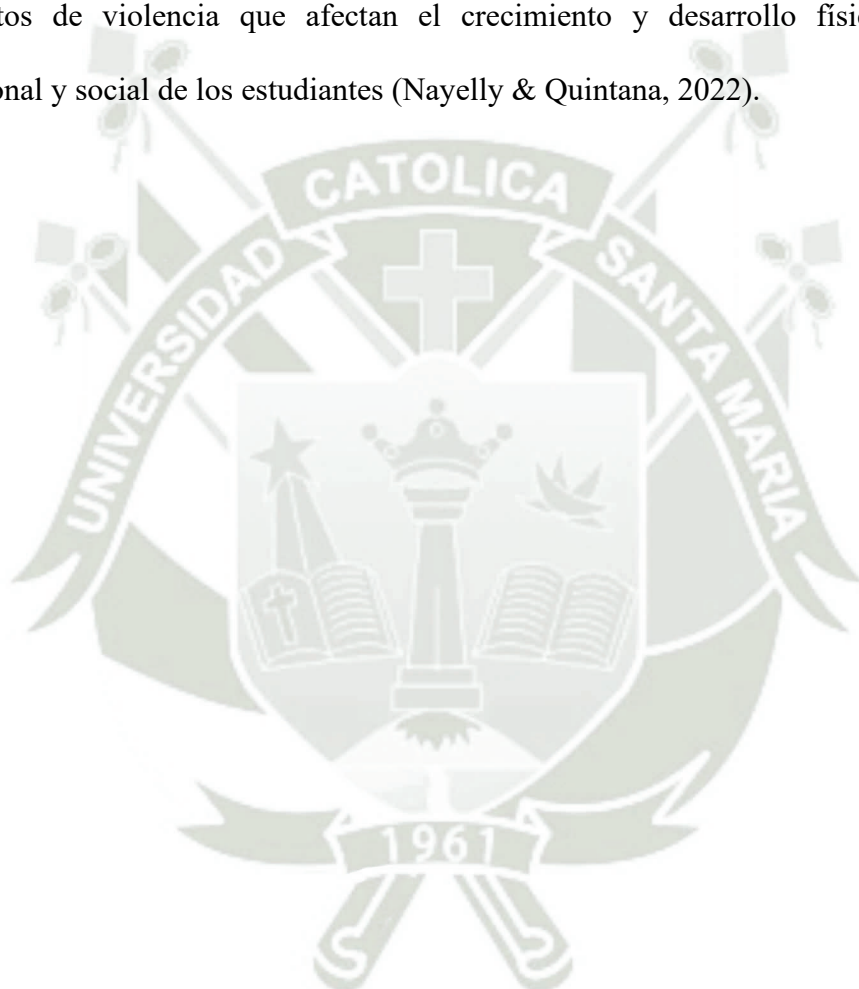 tos de violencia que afectan el crecimiento y desarrollo físi
onal y social de los estudiantes (Nayelly & Quintana, 2022).
UNIVERSIDAD CATOLICA SANTA MARIA
1961